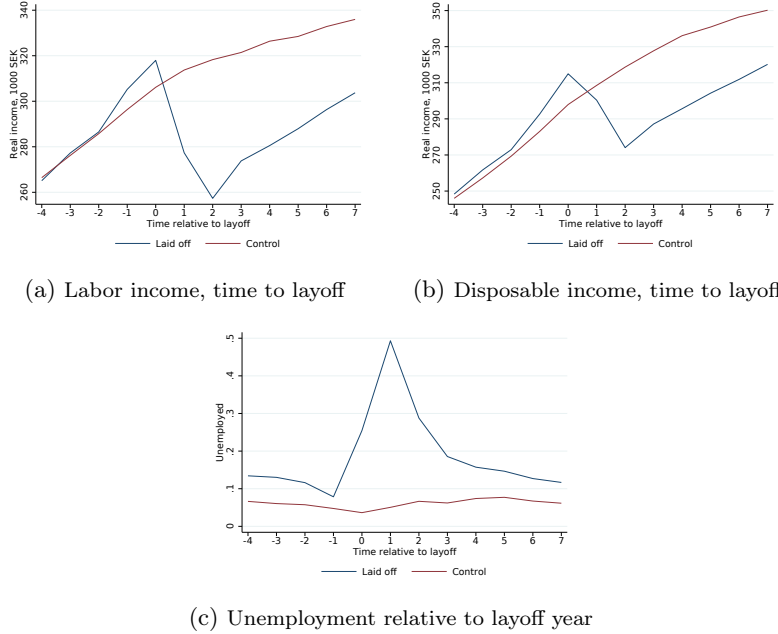 340
320
300
280
260
Real income, 1000 SEK
-4 -3 -2 -1 0 1 2 3 4 5 6 7
Time relative to layoff
Laid off Control
(a) Labor income, time to layoff
350
330
310
290
270
250
Real income, 1000 SEK
-4 -3 -2 -1 0 1 2 3 4 5 6 7
Time relative to layoff
Laid off Control
(b) Disposable income, time to layoff
.5
.4
.3
.2
.1
0
Unemployed
-4 -3 -2 -1 0 1 2 3 4 5 6 7
Time relative to layoff
Laid off Control
(c) Unemployment relative to layoff year